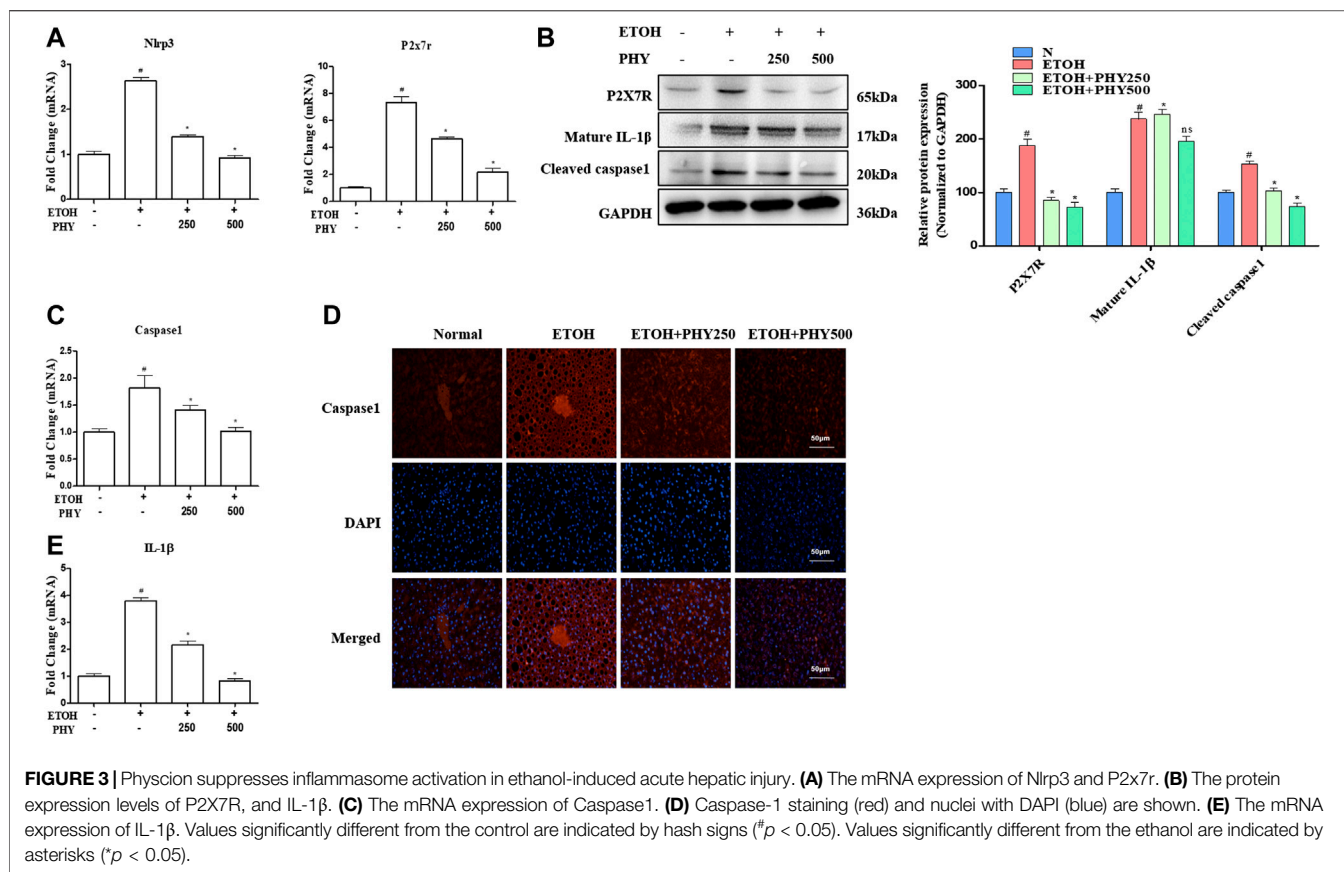 A
Nlrp3
Fold Change (mRNA)
3
2
1
0
#
*
*
ETOH - + + +
PHY - - 250 500
P2x7r
Fold Change (mRNA)
10
8
6
4
2
0
#
*
*
ETOH - + + +
PHY - - 250 500
B
ETOH - + + +
PHY - - 250 500
P2X7R 65kDa
Mature IL-1β 17kDa
Cleaved caspase1 20kDa
GAPDH 36kDa
N
ETOH
ETOH+PHY250
ETOH+PHY500
Relative protein expression
(Normalized to GAPDH)
300
250
200
150
100
50
0
# * *
# * ns
# * *
P2X7R
Mature IL-1β
Cleaved caspase1
C
Caspase1
Fold Change (mRNA)
2.5
2.0
1.5
1.0
0.5
0.0
#
*
*
ETOH - + + +
PHY - - 250 500
D
Normal ETOH ETOH+PHY250 ETOH+PHY500
Caspase1
50μm
DAPI
50μm
Merged
50μm
E
IL-1β
Fold Change (mRNA)
5
4
3
2
1
0
#
*
*
ETOH - + + +
PHY - - 250 500
FIGURE 3 | Physcion suppresses inflammasome activation in ethanol-induced acute hepatic injury. (A) The mRNA expression of Nlrp3 and P2x7r. (B) The protein
expression levels of P2X7R, and IL-1β. (C) The mRNA expression of Caspase1. (D) Caspase-1 staining (red) and nuclei with DAPI (blue) are shown. (E) The mRNA
expression of IL-1β. Values significantly different from the control are indicated by hash signs (#p < 0.05). Values significantly different from the ethanol are indicated by
asterisks (*p < 0.05).